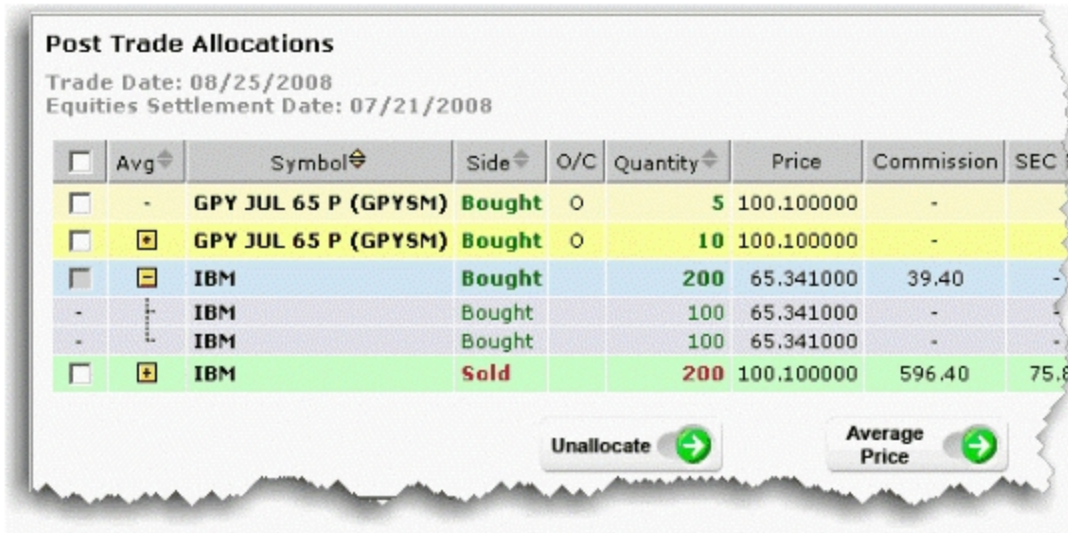 Post Trade Allocations
Trade Date: 08/25/2008
Equities Settlement Date: 07/21/2008
Avg Symbol Side O/C Quantity Price Commission SEC
- GPY JUL 65 P (GPYSM) Bought O 5 100.100000 -
GPY JUL 65 P (GPYSM) Bought O 10 100.100000 -
IBM Bought 200 65.341000 39.40 -
- IBM Bought 100 65.341000 - -
- IBM Bought 100 65.341000 - -
IBM Sold 200 100.100000 596.40 75.8
Unallocate
Average
Price